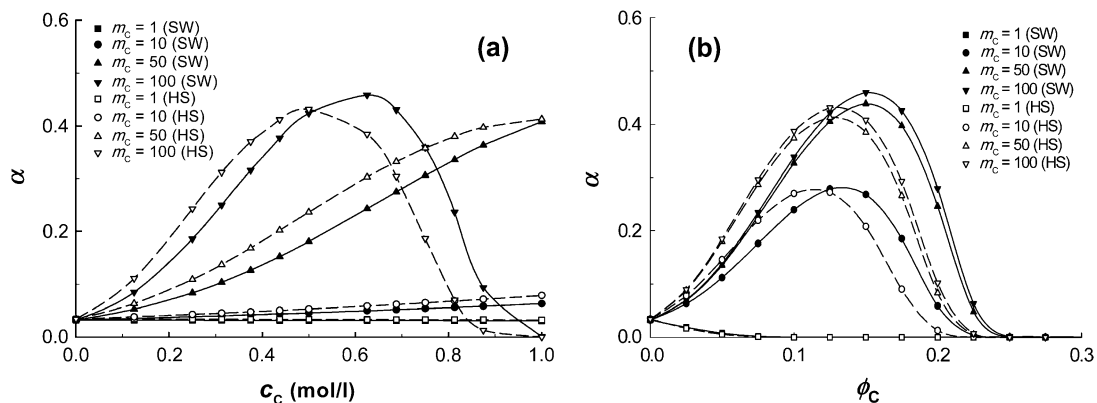 (a)
m_C = 1 (SW)
m_C = 10 (SW)
m_C = 50 (SW)
m_C = 100 (SW)
m_C = 1 (HS)
m_C = 10 (HS)
m_C = 50 (HS)
m_C = 100 (HS)
α
0.6
0.4
0.2
0.0
0.0 0.2 0.4 0.6 0.8 1.0
c_C (mol/l)
(b)
m_C = 1 (SW)
m_C = 10 (SW)
m_C = 50 (SW)
m_C = 100 (SW)
m_C = 1 (HS)
m_C = 10 (HS)
m_C = 50 (HS)
m_C = 100 (HS)
α
0.6
0.4
0.2
0.0
0.0 0.1 0.2 0.3
ϕ_C